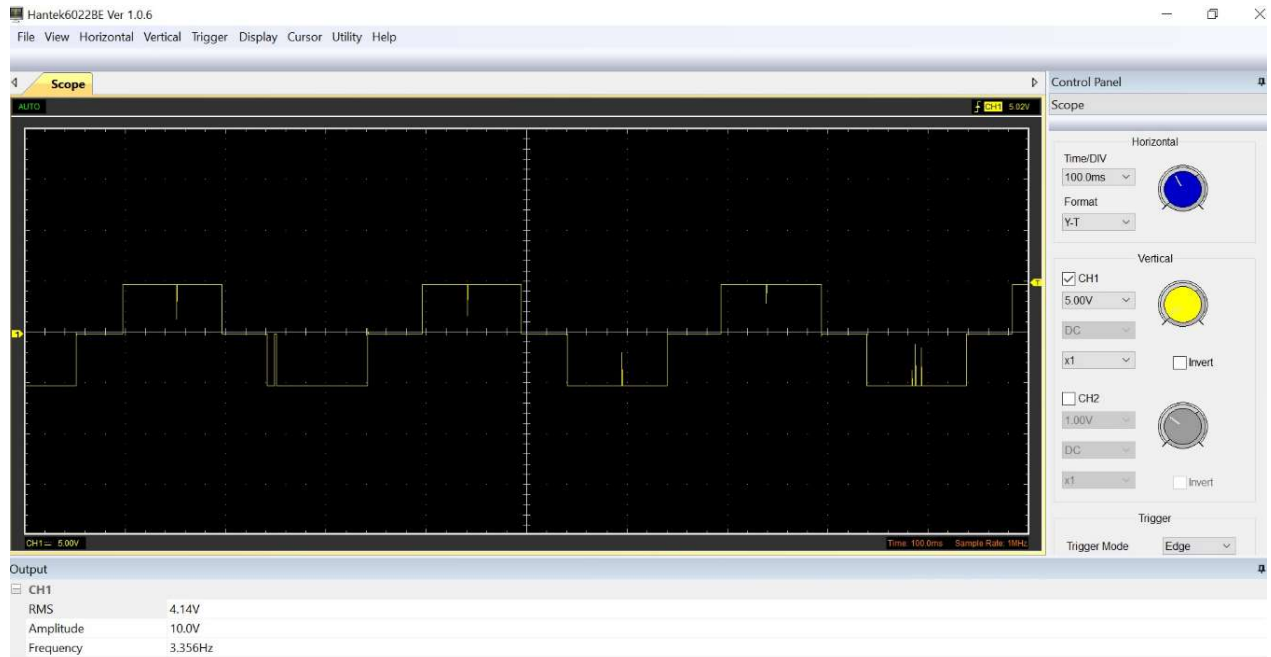 Hantek6022BE Ver 1.0.6
File View Horizontal Vertical Trigger Display Cursor Utility Help
Scope
AUTO
CH1 5.02V
T
1
CH1 5.00V
Time: 100.0ms Sample Rate: 1MHz
Control Panel
Scope
Horizontal
Time/DIV
100.0ms
Format
Y-T
Vertical
CH1
5.00V
DC
x1
Invert
CH2
1.00V
DC
x1
Invert
Trigger
Trigger Mode Edge
Output
CH1
RMS 4.14V
Amplitude 10.0V
Frequency 3.356Hz